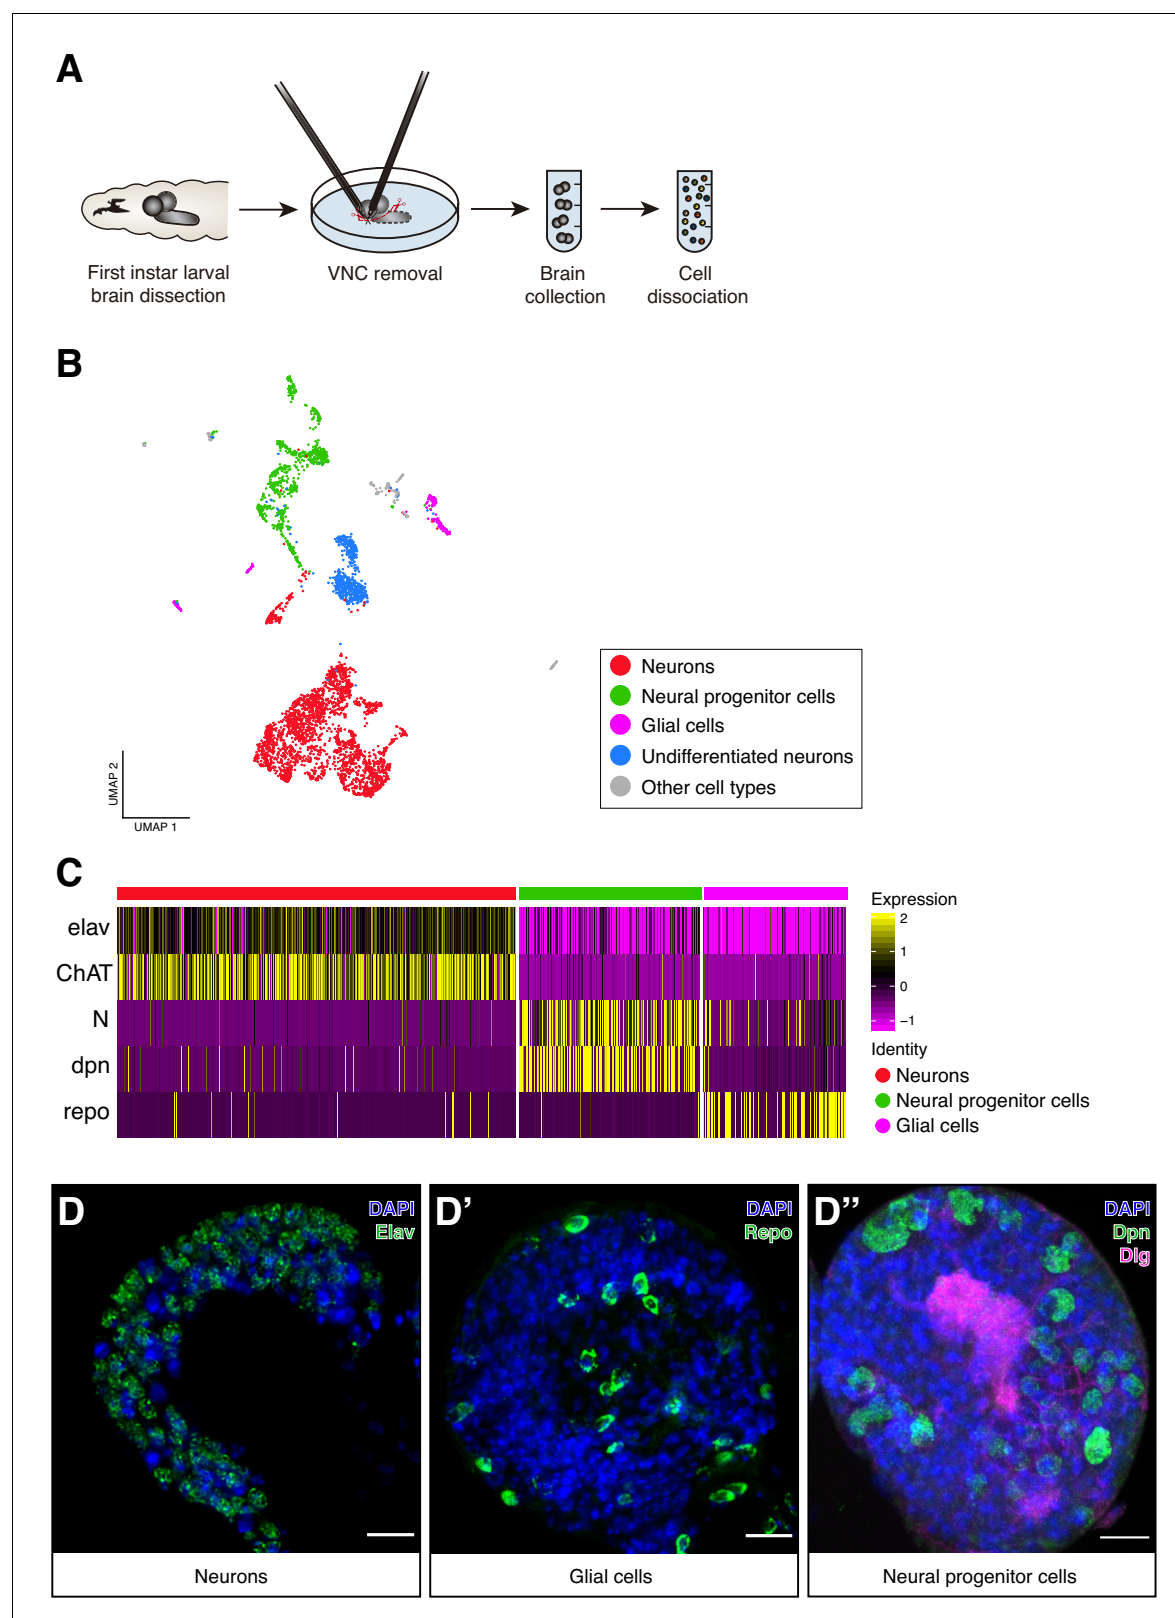 A
First instar larval
brain dissection
VNC removal
Brain
collection
Cell
dissociation
B
UMAP 2
UMAP 1
Neurons
Neural progenitor cells
Glial cells
Undifferentiated neurons
Other cell types
C
elav
ChAT
N
dpn
repo
Expression
2
1
0
−1
Identity
Neurons
Neural progenitor cells
Glial cells
D
DAPI
Elav
Neurons
D'
DAPI
Repo
Glial cells
D''
DAPI
Dpn
Dlg
Neural progenitor cells